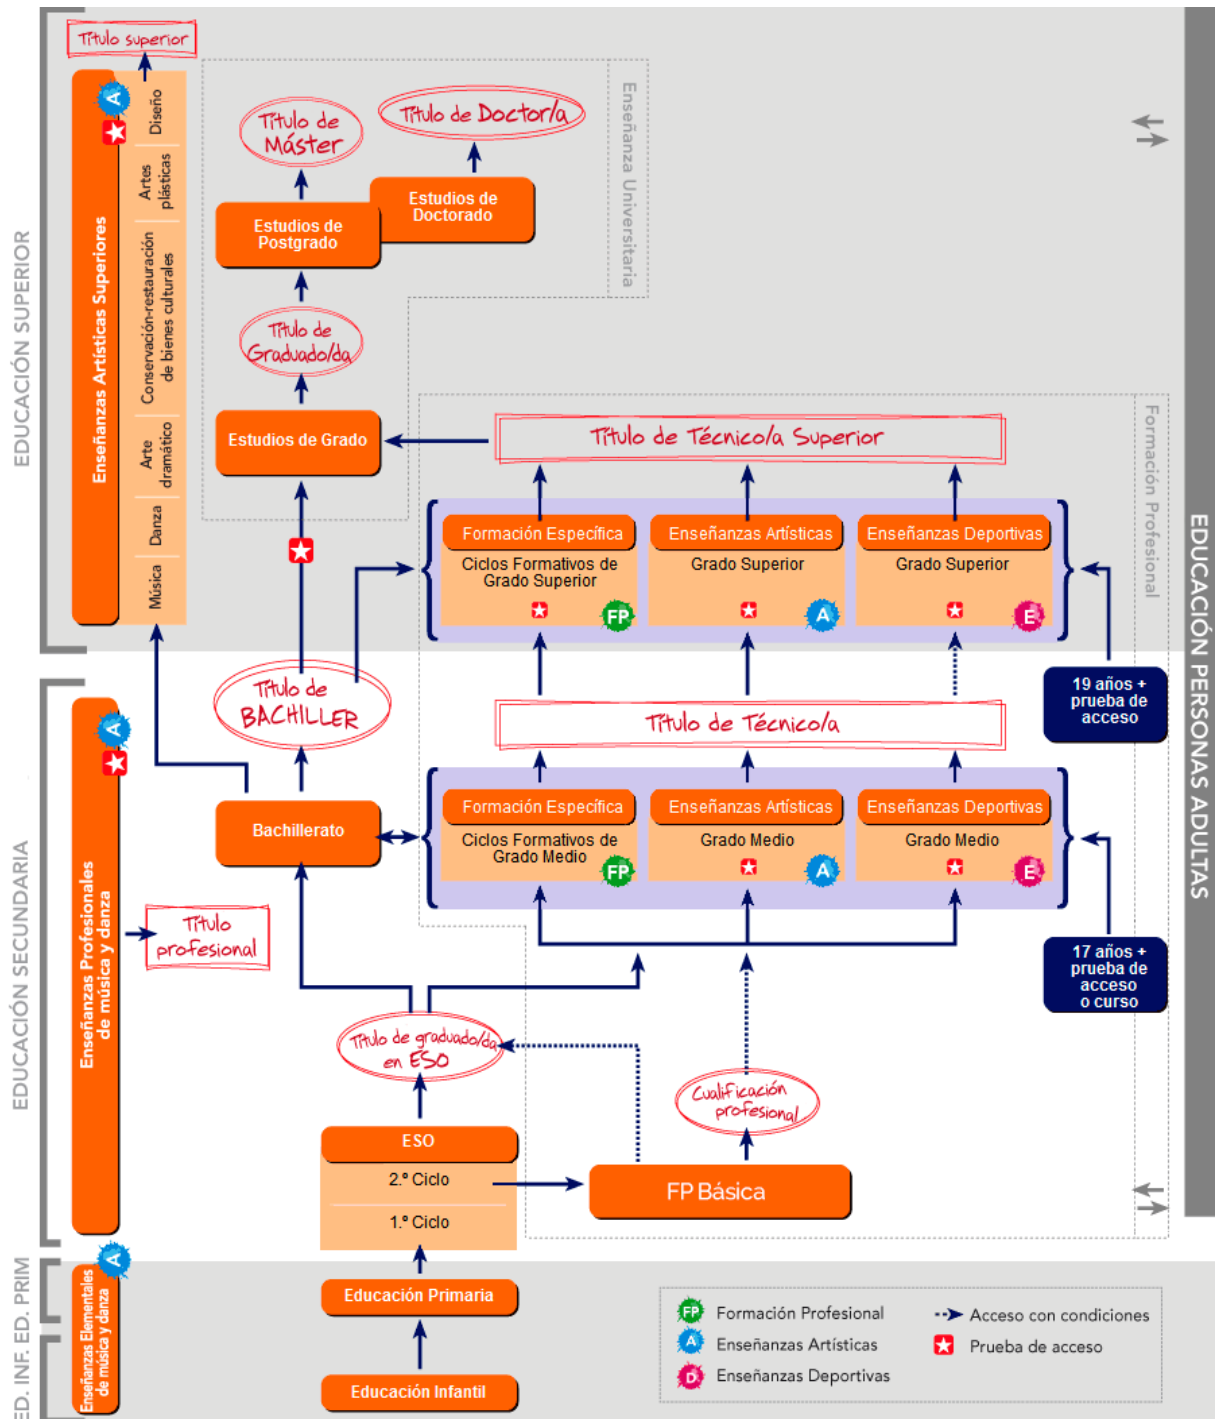 EDUCACIÓN SUPERIOR
EDUCACIÓN SECUNDARIA
ED. PRIM
ED. INF.
Título superior
Enseñanzas Artísticas Superiores
A
Diseño
Artes
plásticas
Conservación-restauración
de bienes culturales
Arte
dramático
Danza
Música
Enseñanza Universitaria
Título de
Máster
Título de Doctor/a
Estudios de
Doctorado
Estudios de
Postgrado
Título de
Graduado/da
Estudios de Grado
Formación Profesional
Título de Técnico/a Superior
Formación Específica
Ciclos Formativos de
Grado Superior
FP
Enseñanzas Artísticas
Grado Superior
A
Enseñanzas Deportivas
Grado Superior
E
19 años +
prueba de
acceso
EDUCACIÓN PERSONAS ADULTAS
Título de
BACHILLER
Título de Técnico/a
Enseñanzas Profesionales
de música y danza
A
Título
profesional
Bachillerato
Formación Específica
Ciclos Formativos de
Grado Medio
FP
Enseñanzas Artísticas
Grado Medio
A
Enseñanzas Deportivas
Grado Medio
E
17 años +
prueba de
acceso
o curso
Título de graduado/da
en ESO
Cualificación
profesional
ESO
2.º Ciclo
1.º Ciclo
FP Básica
Enseñanzas Elementales
de música y danza
A
Educación Primaria
Educación Infantil
FP Formación Profesional
A Enseñanzas Artísticas
D Enseñanzas Deportivas
Acceso con condiciones
Prueba de acceso